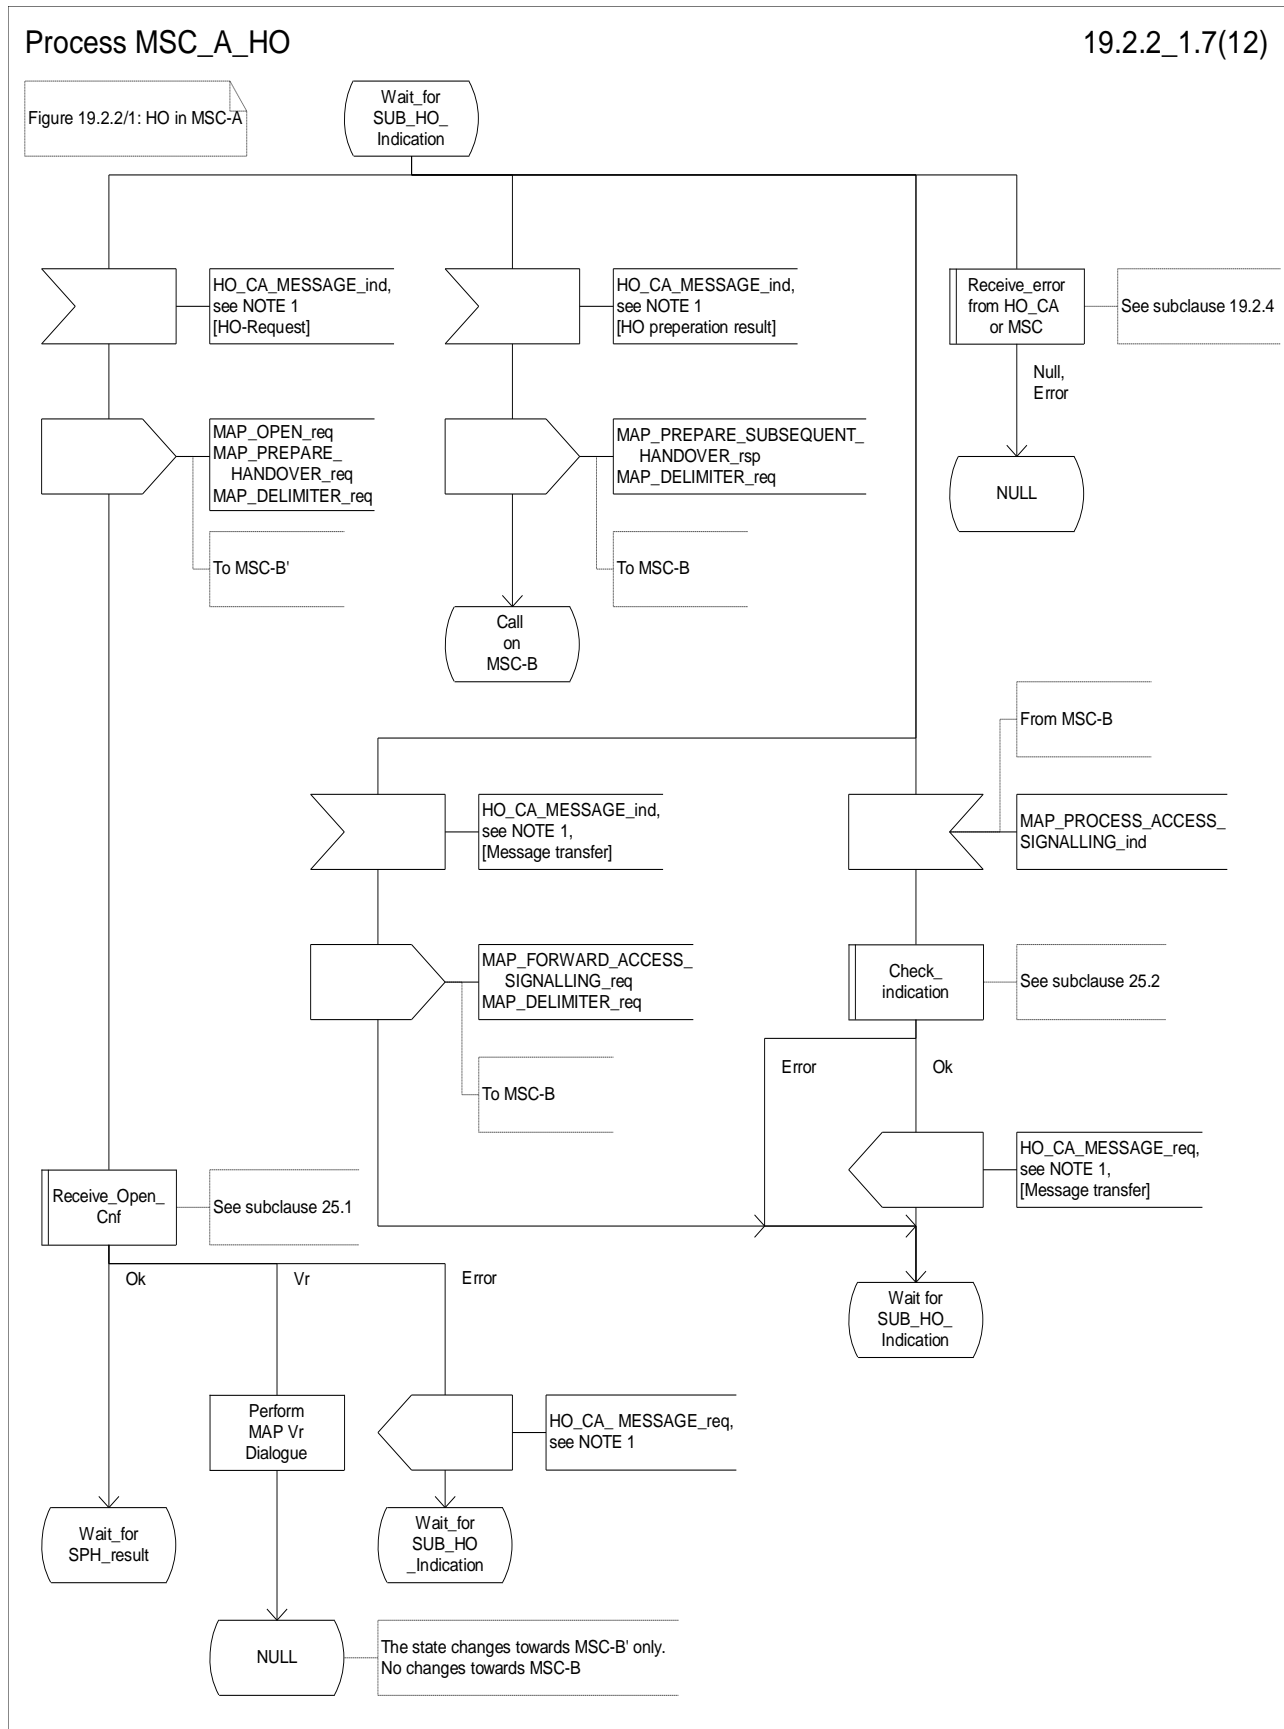 Process MSC_A_HO
19.2.2_1.7(12)
Figure 19.2.2/1: HO in MSC-A
Wait_for
SUB_HO_
Indication
HO_CA_MESSAGE_ind,
see NOTE 1
[HO-Request]
HO_CA_MESSAGE_ind,
see NOTE 1
[HO preperation result]
Receive_error
from HO_CA
or MSC
See subclause 19.2.4
Null,
Error
MAP_OPEN_req
MAP_PREPARE_
HANDOVER_req
MAP_DELIMITER_req
MAP_PREPARE_SUBSEQUENT_
HANDOVER_rsp
MAP_DELIMITER_req
NULL
To MSC-B'
To MSC-B
Call
on
MSC-B
From MSC-B
HO_CA_MESSAGE_ind,
see NOTE 1,
[Message transfer]
MAP_PROCESS_ACCESS_
SIGNALLING_ind
MAP_FORWARD_ACCESS_
SIGNALLING_req
MAP_DELIMITER_req
Check_
indication
See subclause 25.2
Error
Ok
To MSC-B
HO_CA_MESSAGE_req,
see NOTE 1,
[Message transfer]
Receive_Open_
Cnf
See subclause 25.1
Ok
Vr
Error
Wait for
SUB_HO_
Indication
Perform
MAP Vr
Dialogue
HO_CA_ MESSAGE_req,
see NOTE 1
Wait_for
SPH_result
Wait_for
SUB_HO
_Indication
NULL
The state changes towards MSC-B' only.
No changes towards MSC-B